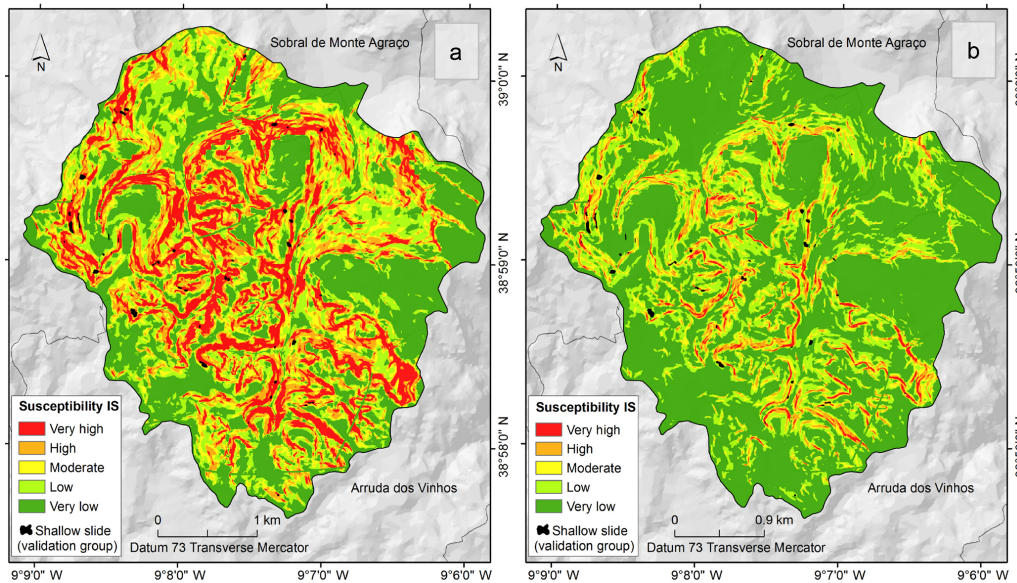 Sobral de Monte Agraço
a
N
39°0'0" N
38°59'0" N
38°58'0" N
Susceptibility IS
Very high
High
Moderate
Low
Very low
Shallow slide
(validation group)
Arruda dos Vinhos
0 1 km
Datum 73 Transverse Mercator
9°9'0" W 9°8'0" W 9°7'0" W 9°6'0" W
Sobral de Monte Agraço
b
N
Susceptibility IS
Very high
High
Moderate
Low
Very low
Shallow slide
(validation group)
Arruda dos Vinhos
0 0.9 km
Datum 73 Transverse Mercator
9°9'0" W 9°8'0" W 9°7'0" W 9°6'0" W